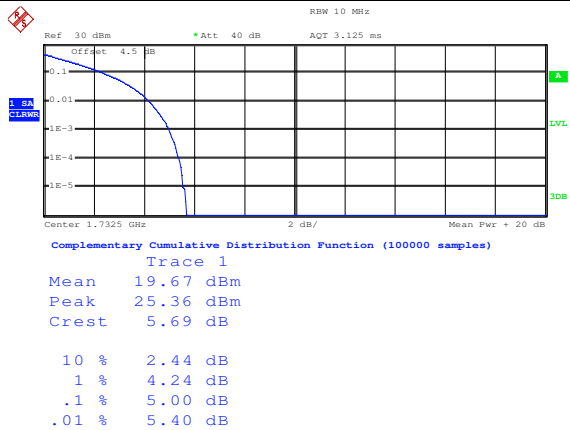 RBW 10 MHz
Ref 30 dBm *Att 40 dB AQT 3.125 ms
Offset 4.5 dB
0.1
A
0.01
1 SA
CLRWR
1E-3
LVL
1E-4
1E-5
3DB
Center 1.7325 GHz 2 dB/ Mean Pwr + 20 dB
Complementary Cumulative Distribution Function (100000 samples)
Trace 1
Mean 19.67 dBm
Peak 25.36 dBm
Crest 5.69 dB
10 % 2.44 dB
1 % 4.24 dB
.1 % 5.00 dB
.01 % 5.40 dB